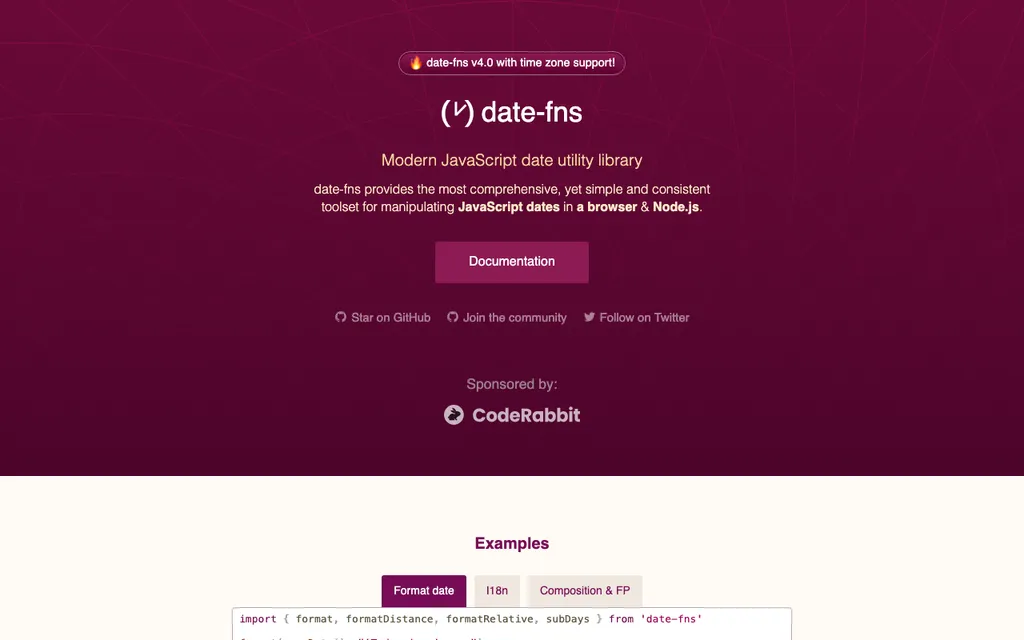 🔥 date-fns v4.0 with time zone support!
date-fns
Modern JavaScript date utility library
date-fns provides the most comprehensive, yet simple and consistent
toolset for manipulating JavaScript dates in a browser & Node.js.
Documentation
Star on GitHub Join the community Follow on Twitter
Sponsored by:
CodeRabbit
Examples
Format date I18n Composition & FP
import { format, formatDistance, formatRelative, subDays } from 'date-fns'